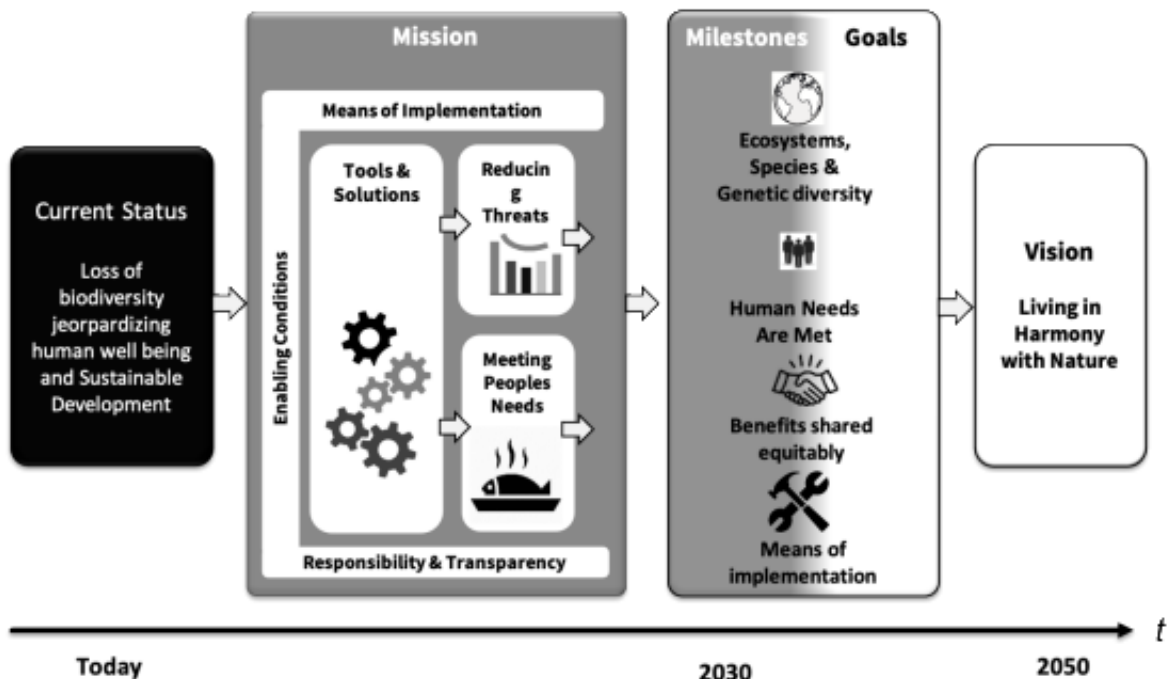 Current Status
Loss of
biodiversity
jeorpardizing
human well being
and Sustainable
Development
Mission
Means of Implementation
Enabling Conditions
Tools &
Solutions
Reducin
g
Threats
Meeting
Peoples
Needs
Responsibility & Transparency
Milestones Goals
Ecosystems,
Species &
Genetic diversity
Human Needs
Are Met
Benefits shared
equitably
Means of
implementation
Vision
Living in
Harmony
with Nature
t
Today
2030
2050